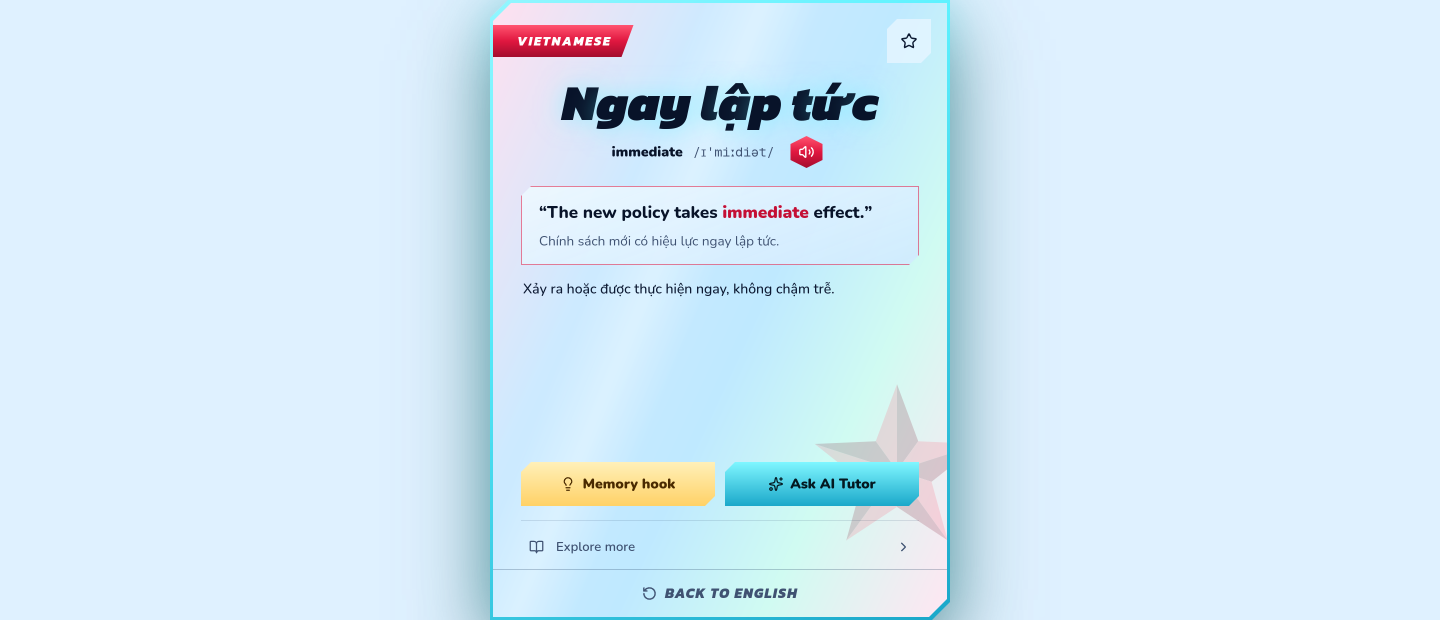 VIETNAMESE
Ngay lập tức
immediate /ɪˈmiːdiət/
“The new policy takes immediate effect.”
Chính sách mới có hiệu lực ngay lập tức.
Xảy ra hoặc được thực hiện ngay, không chậm trễ.
Memory hook
Ask AI Tutor
Explore more
BACK TO ENGLISH